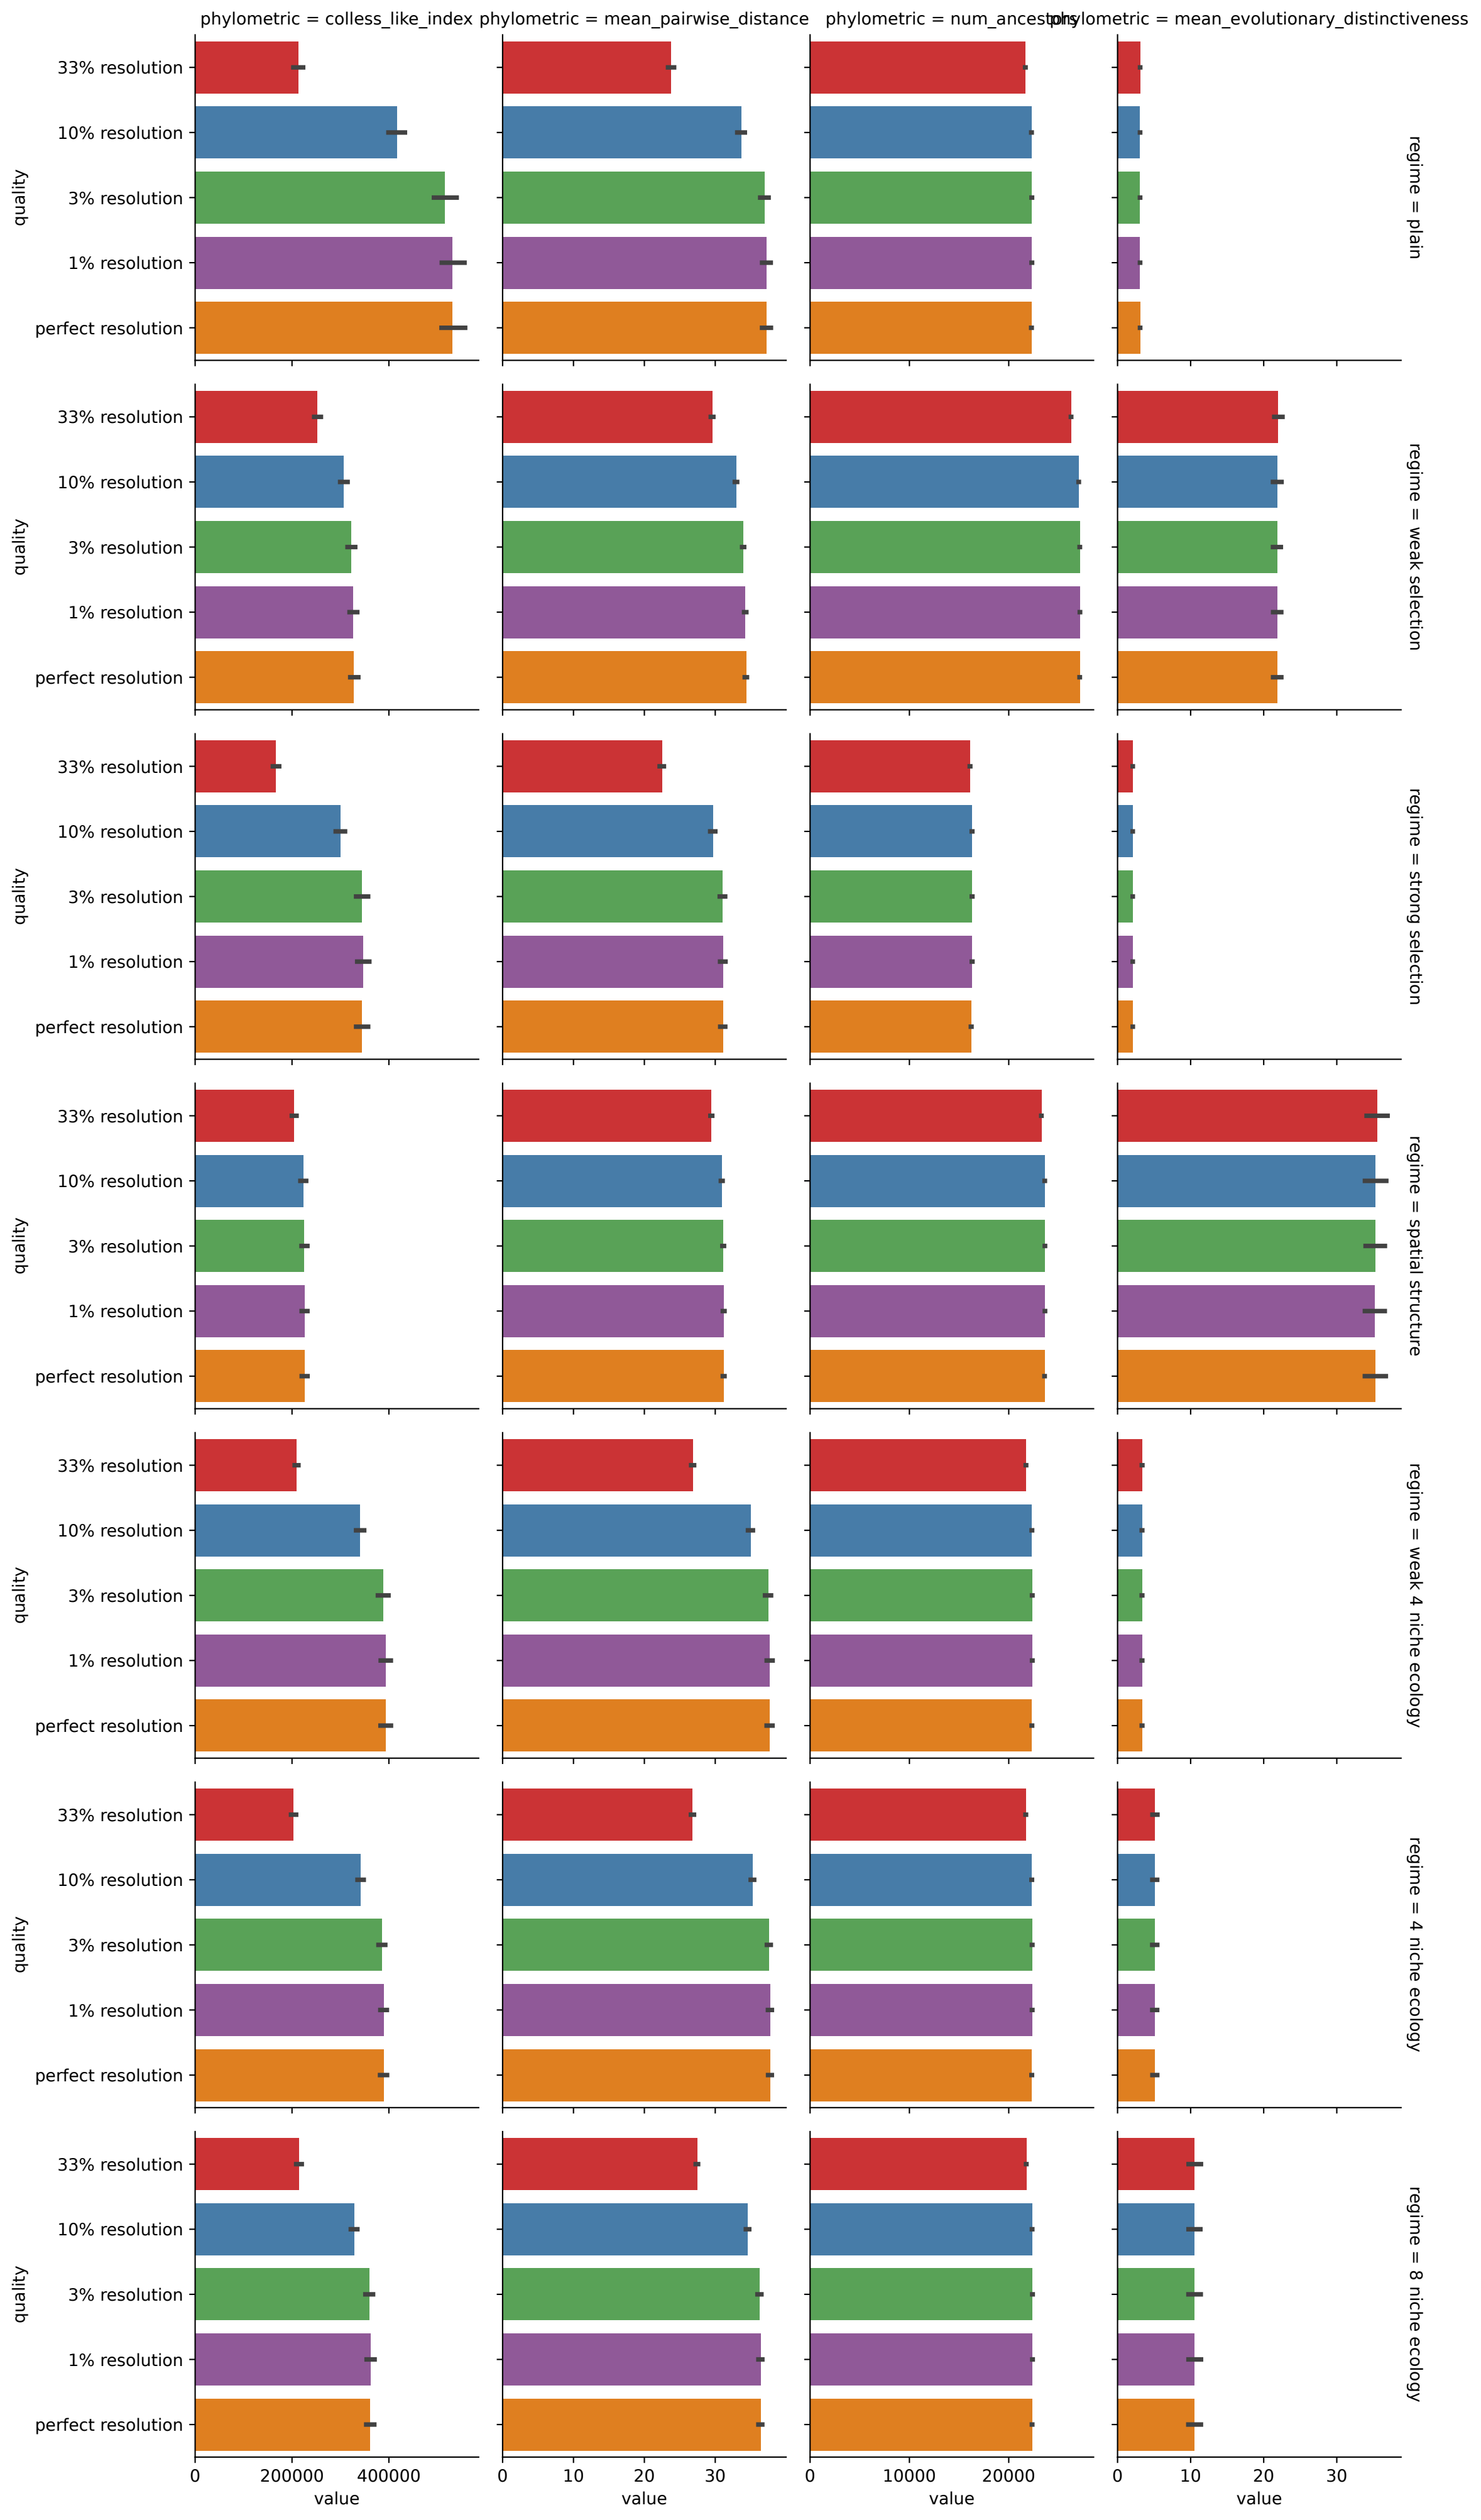 phylometric = colless_like_index phylometric = mean_pairwise_distance phylometric = num_ancestors phylometric = mean_evolutionary_distinctiveness
quality
33% resolution
10% resolution
3% resolution
1% resolution
perfect resolution
regime = plain
quality
33% resolution
10% resolution
3% resolution
1% resolution
perfect resolution
regime = weak selection
quality
33% resolution
10% resolution
3% resolution
1% resolution
perfect resolution
regime = strong selection
quality
33% resolution
10% resolution
3% resolution
1% resolution
perfect resolution
regime = spatial structure
quality
33% resolution
10% resolution
3% resolution
1% resolution
perfect resolution
regime = weak 4 niche ecology
quality
33% resolution
10% resolution
3% resolution
1% resolution
perfect resolution
regime = 4 niche ecology
quality
33% resolution
10% resolution
3% resolution
1% resolution
perfect resolution
regime = 8 niche ecology
0 200000 400000 0 10 20 30 0 10000 20000 0 10 20 30
value value value value